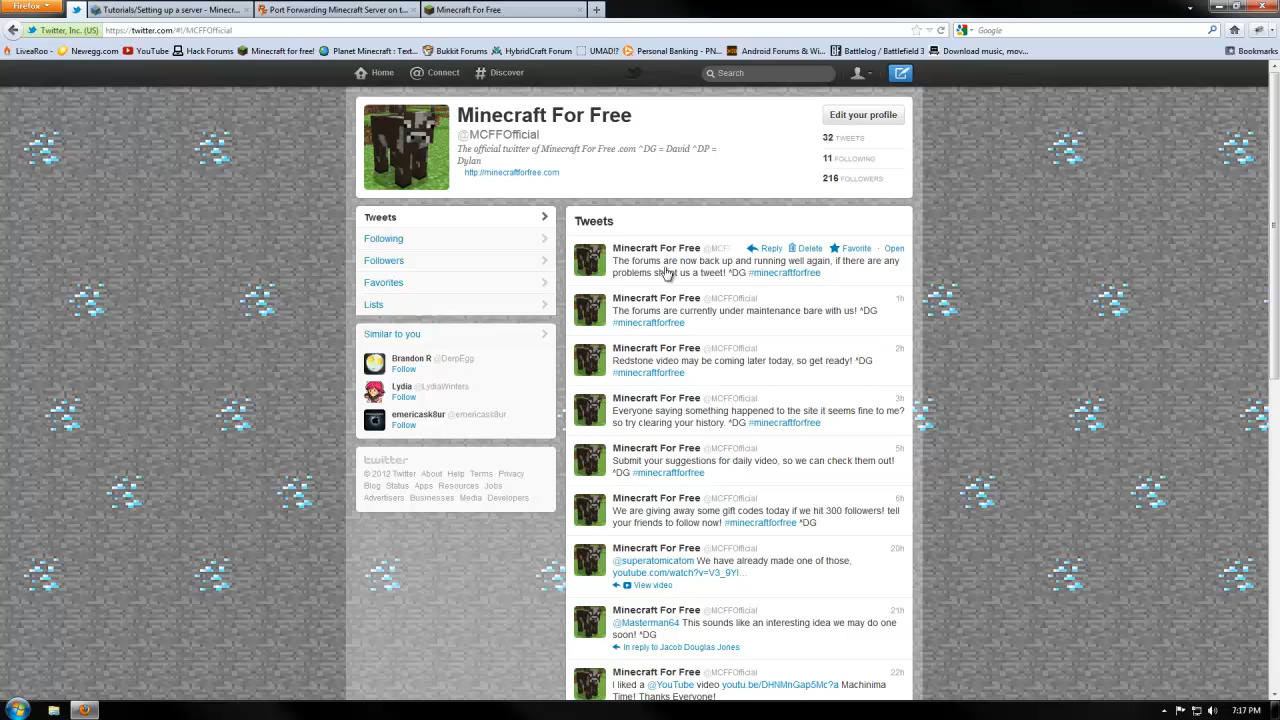 Firefox
Tutorials/Setting up a server - Minecr...
Port Forwarding Minecraft Server on t...
Minecraft For Free
Twitter, Inc. (US)
https://twitter.com/#!/MCFFOfficial
Google
LiveaRoo
Newegg.com
YouTube
Hack Forums
Minecraft for free!
Planet Minecraft : Text...
Bukkit Forums
HybridCraft Forum
UMAD!?
Personal Banking - PN...
Android Forums & Wi...
Battlelog / Battlefield 3
Download music, mov...
Bookmarks
Home
Connect
Discover
Search
Minecraft For Free
@MCFFOfficial
The official twitter of Minecraft For Free .com ^DG = David ^DP =
Dylan
http://minecraftforfree.com
Edit your profile
32 TWEETS
11 FOLLOWING
216 FOLLOWERS
Tweets
Following
Followers
Favorites
Lists
Similar to you
Brandon R @DerpEgg
Follow
Lydia @LydiaWinters
Follow
emericask8ur @emericask8ur
Follow
twitter
© 2012 Twitter About Help Terms Privacy
Blog Status Apps Resources Jobs
Advertisers Businesses Media Developers
Tweets
Minecraft For Free @MCF Reply Delete Favorite · Open
The forums are now back up and running well again, if there are any
problems us a tweet! ^DG #minecraftforfree
Minecraft For Free @MCFFOfficial 1h
The forums are currently under maintenance bare with us! ^DG
#minecraftforfree
Minecraft For Free @MCFFOfficial 2h
Redstone video may be coming later today, so get ready! ^DG
#minecraftforfree
Minecraft For Free @MCFFOfficial 3h
Everyone saying something happened to the site it seems fine to me?
so try clearing your history. ^DG #minecraftforfree
Minecraft For Free @MCFFOfficial 5h
Submit your suggestions for daily video, so we can check them out!
^DG #minecraftforfree
Minecraft For Free @MCFFOfficial 6h
We are giving away some gift codes today if we hit 300 followers! tell
your friends to follow now! #minecraftforfree ^DG
Minecraft For Free @MCFFOfficial 20h
@superatomicatom We have already made one of those,
youtube.com/watch?v=V3_9YI...
View video
Minecraft For Free @MCFFOfficial 21h
@Masterman64 This sounds like an interesting idea we may do one
soon! ^DG
In reply to Jacob Douglas Jones
Minecraft For Free @MCFFOfficial 22h
I liked a @YouTube video youtu.be/DHNMnGap5Mc?a Machinima
Time! Thanks Everyone!
7:17 PM